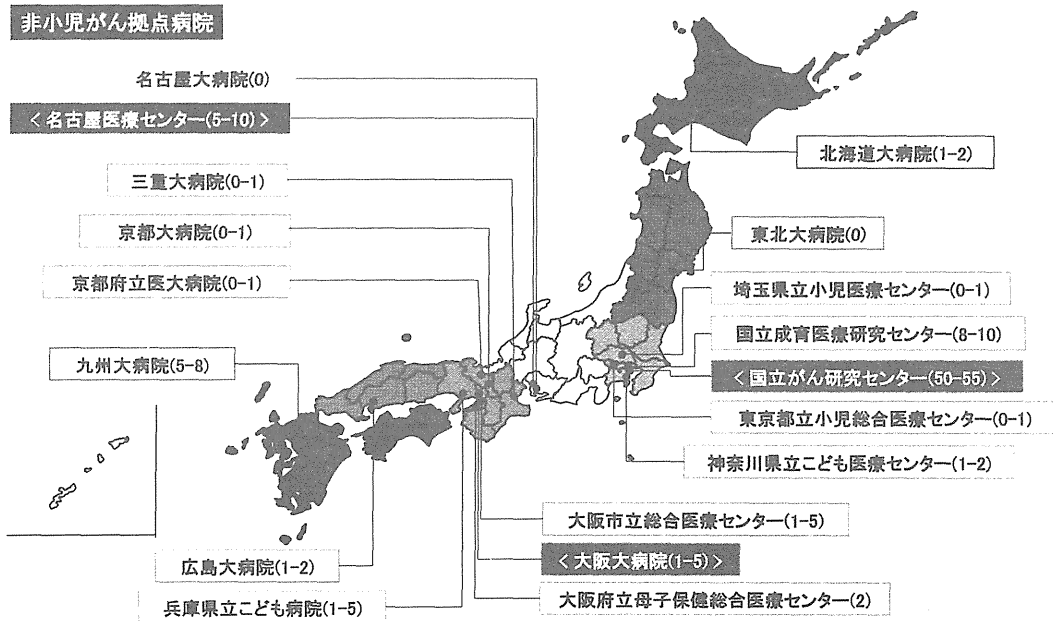 非小児がん拠点病院
名古屋大病院(0)
<名古屋医療センター(5-10)>
三重大病院(0-1)
京都大病院(0-1)
京都府立医大病院(0-1)
九州大病院(5-8)
広島大病院(1-2)
兵庫県立こども病院(1-5)
北海道大病院(1-2)
東北大病院(0)
埼玉県立小児医療センター(0-1)
国立成育医療研究センター(8-10)
<国立がん研究センター(50-55)>
東京都立小児総合医療センター(0-1)
神奈川県立こども医療センター(1-2)
大阪市立総合医療センター(1-5)
<大阪大病院(1-5)>
大阪府立母子保健総合医療センター(2)